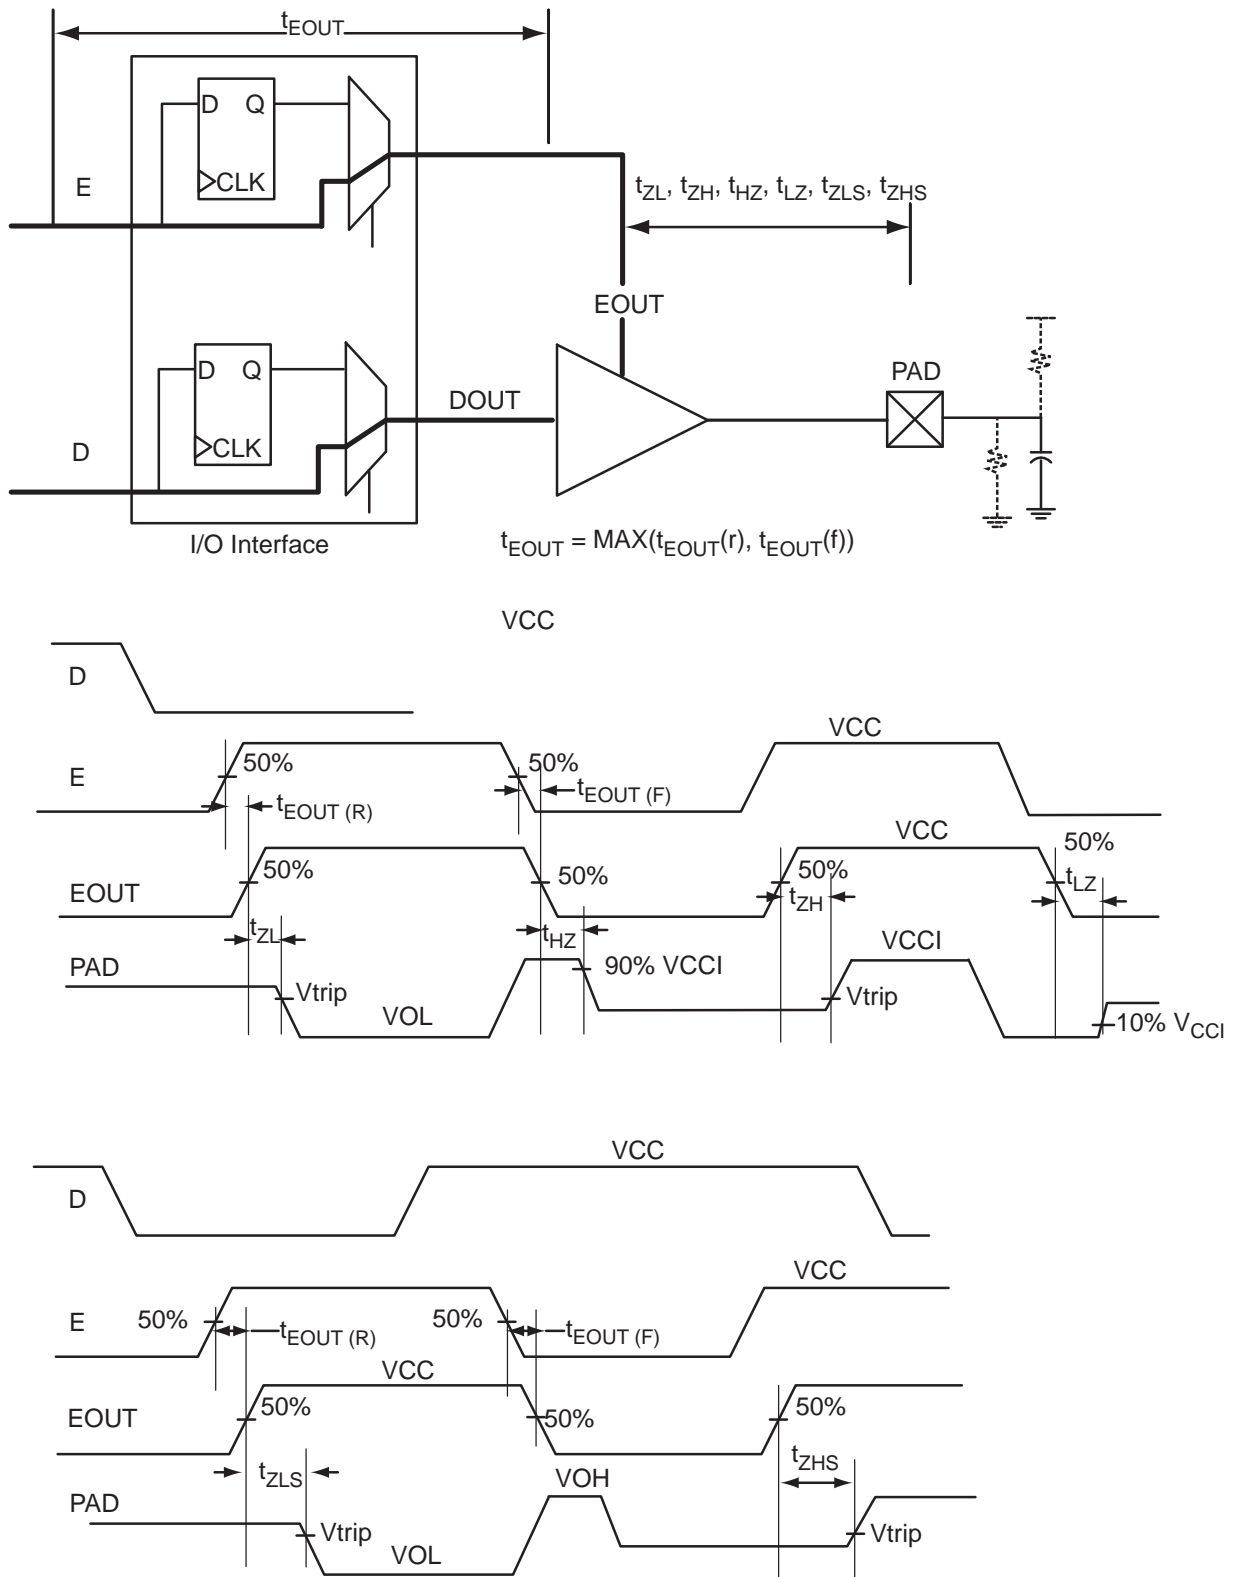 tEOUT
D Q
CLK
E
tZL, tZH, tHZ, tLZ, tZLS, tZHS
EOUT
D Q
CLK
D
DOUT
PAD
I/O Interface
tEOUT = MAX(tEOUT(r), tEOUT(f))
VCC
D
VCC
E
50%
50%
tEOUT (R)
tEOUT (F)
VCC
50%
EOUT
50%
50%
50%
tLZ
tZL
tHZ
tZH
PAD
VCCI
90% VCCI
Vtrip
Vtrip
VOL
10% VCCI
VCC
D
VCC
E
50%
50%
tEOUT (R)
tEOUT (F)
VCC
EOUT
50%
50%
50%
tZLS
tZHS
VOH
PAD
Vtrip
Vtrip
VOL